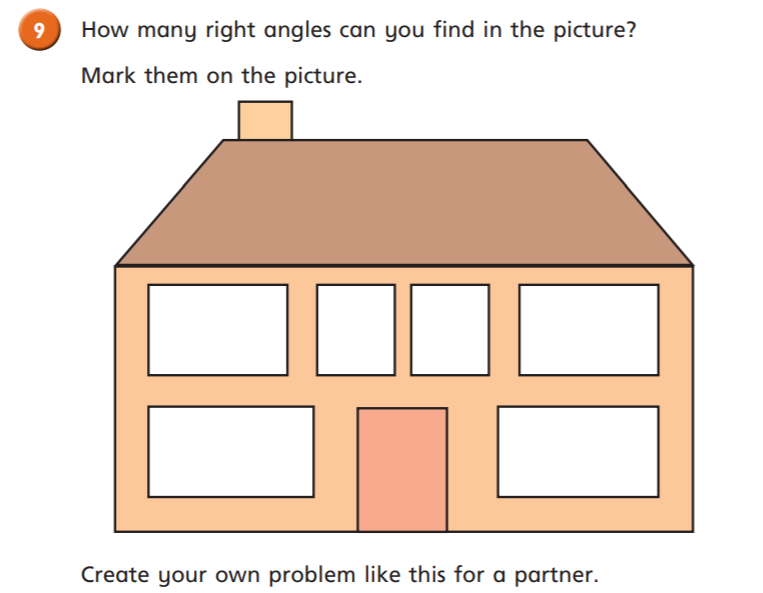 9 How many right angles can you find in the picture?
Mark them on the picture.
Create your own problem like this for a partner.